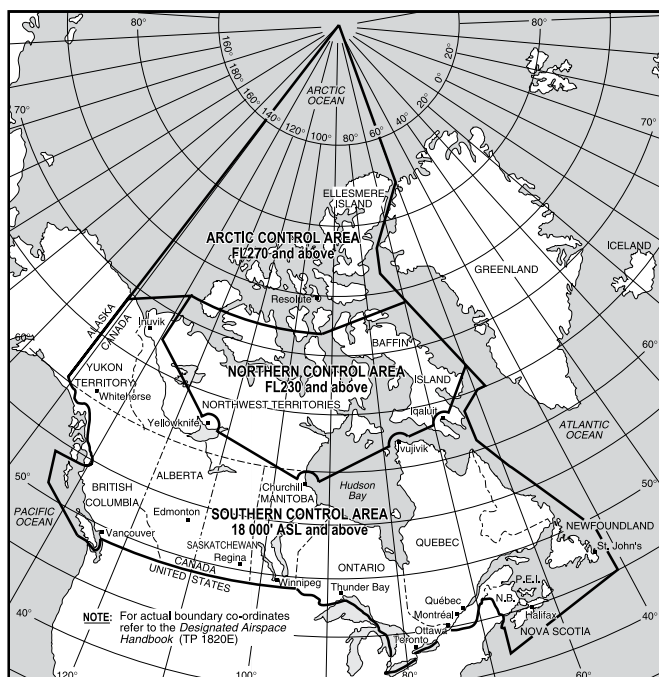 80°
80°
160°
180°
160°
140°
120°
100°
80°
60°
40°
20°
0°
20°
ARCTIC
OCEAN
70°
70°
ELLESMERE
ISLAND
ARCTIC CONTROL AREA
FL270 and above
ICELAND
GREENLAND
Resolute
ALASKA
CANADA
Inuvik
60°
60°
BAFFIN
ISLAND
YUKON
TERRITORY
Whitehorse
NORTHERN CONTROL AREA
FL230 and above
NORTHWEST TERRITORIES
Yellowknife
Iqaluit
Ivujivik
ATLANTIC
OCEAN
50°
50°
ALBERTA
BRITISH
COLUMBIA
Churchill
MANITOBA
Hudson
Bay
PACIFIC
OCEAN
Edmonton
SOUTHERN CONTROL AREA
18 000' ASL and above
NEWFOUNDLAND
St. John's
Vancouver
SASKATCHEWAN
Regina
QUEBEC
ONTARIO
CANADA
UNITED STATES
Winnipeg
Thunder Bay
P.E.I.
N.B.
Québec
Montréal
Ottawa
Toronto
Halifax
NOVA SCOTIA
40°
40°
NOTE: For actual boundary co-ordinates
refer to the Designated Airspace
Handbook (TP 1820E)
120°
100°
80°
60°